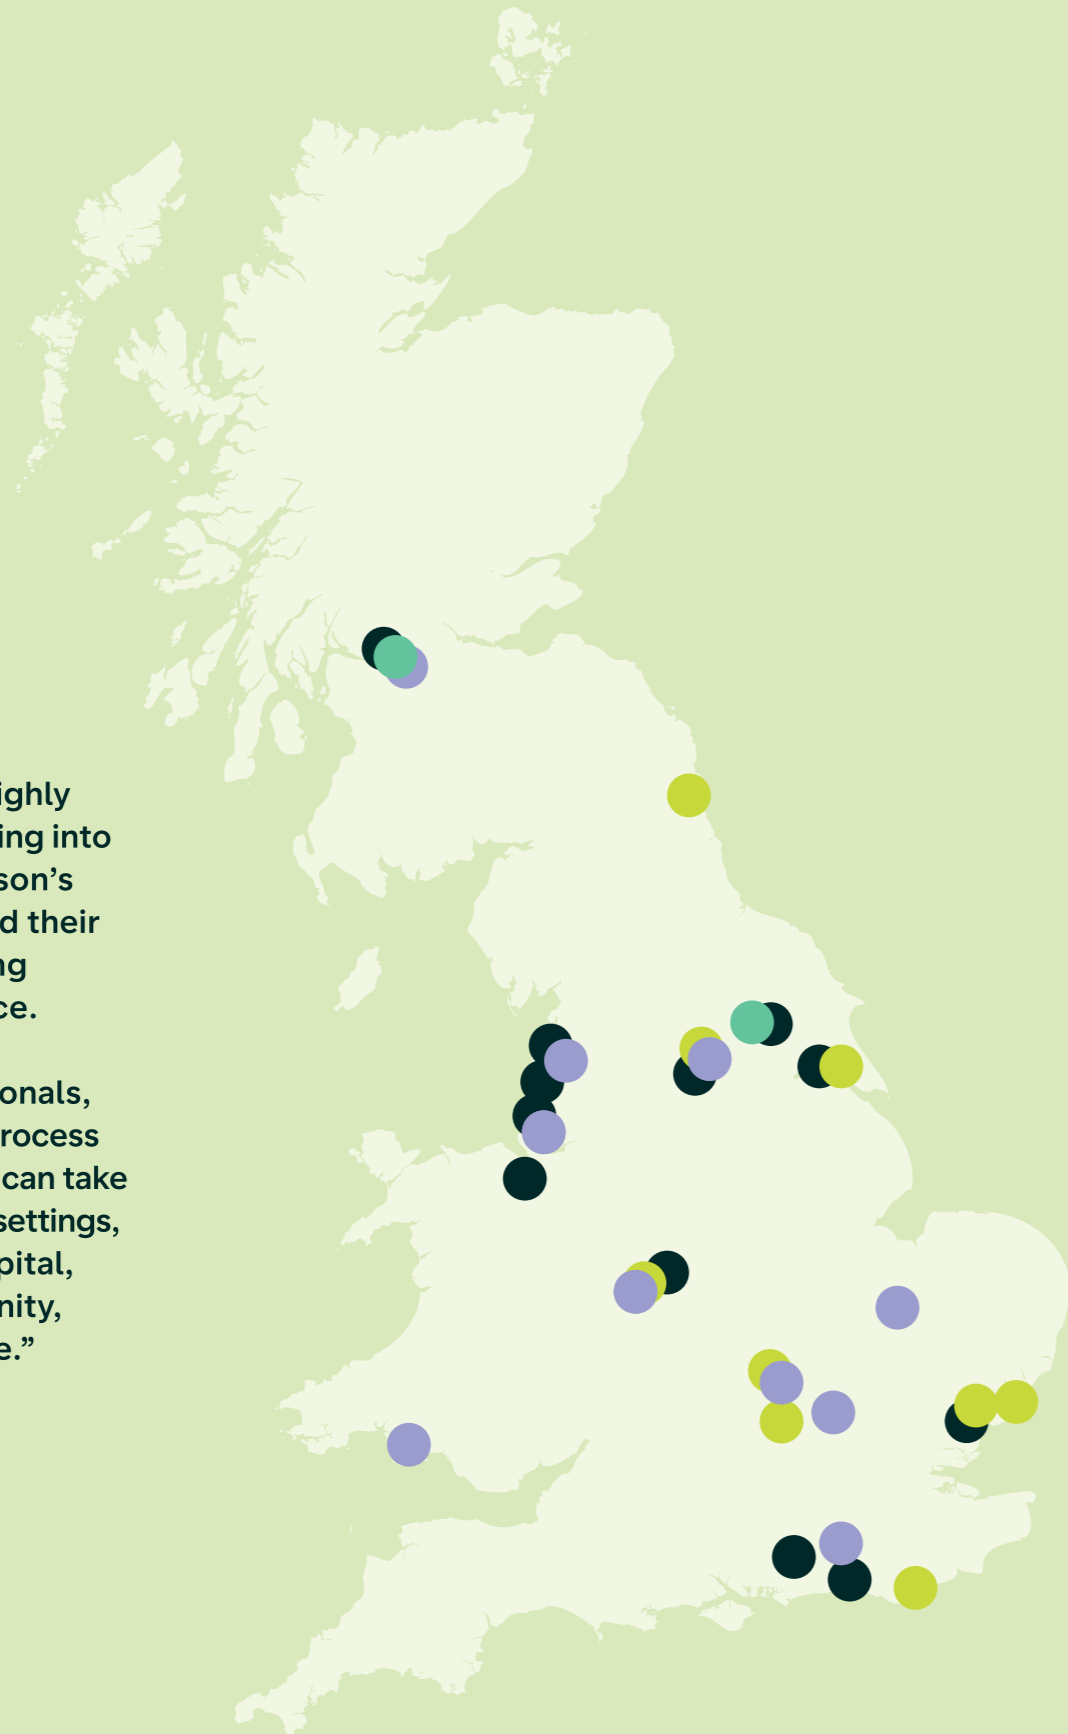 ighly
ing into
son’s
d their
ng
ce.
onals,
rocess
can take
settings,
pital,
nity,
e.”